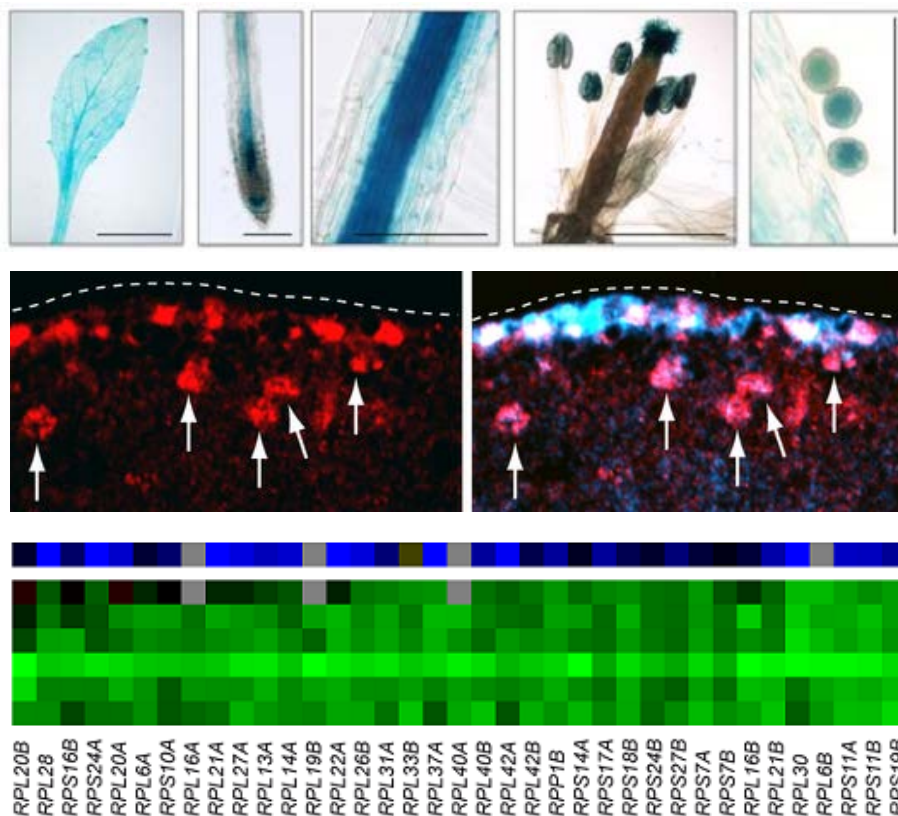 RPL20B
RPL28
RPS16B
RPS24A
RPL20A
RPL6A
RPS10A
RPL16A
RPL21A
RPL27A
RPL13A
RPL14A
RPL19B
RPL22A
RPL26B
RPL31A
RPL33B
RPL37A
RPL40A
RPL40B
RPL42A
RPL42B
RPP1B
RPS14A
RPS17A
RPS18B
RPS24B
RPS27B
RPS7A
RPS7B
RPL16B
RPL21B
RPL30
RPL6B
RPS11A
RPS11B
RPS19B